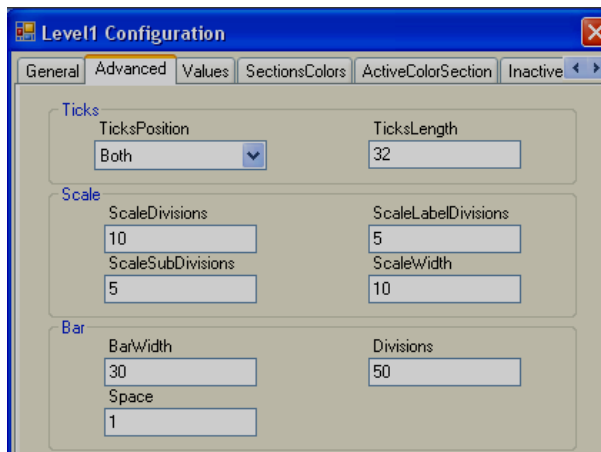 Level1 Configuration
General Advanced Values SectionsColors ActiveColorSection Inactive
Ticks
TicksPosition TicksLength
Both 32
Scale
ScaleDivisions ScaleLabelDivisions
10 5
ScaleSubDivisions ScaleWidth
5 10
Bar
BarWidth Divisions
30 50
Space
1